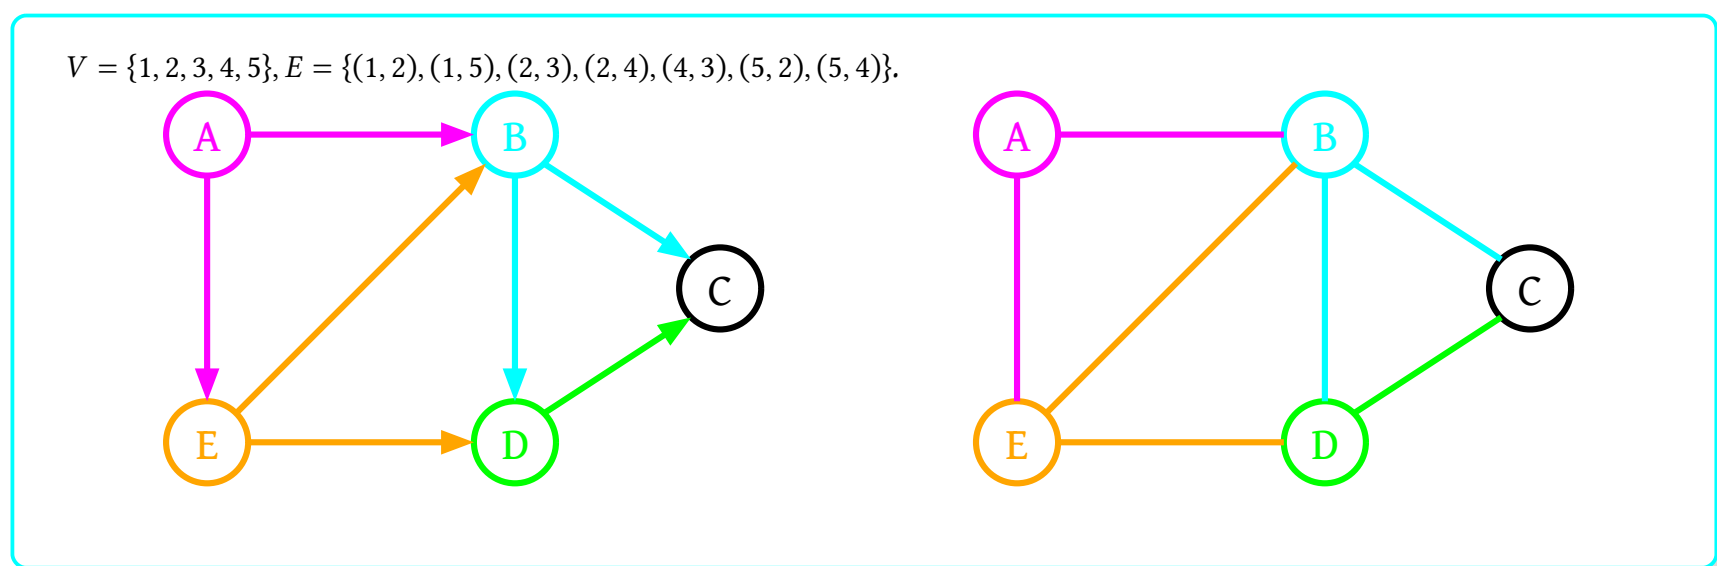 V = {1, 2, 3, 4, 5}, E = {(1, 2), (1, 5), (2, 3), (2, 4), (4, 3), (5, 2), (5, 4)}.
A B A B
C C
E D E D